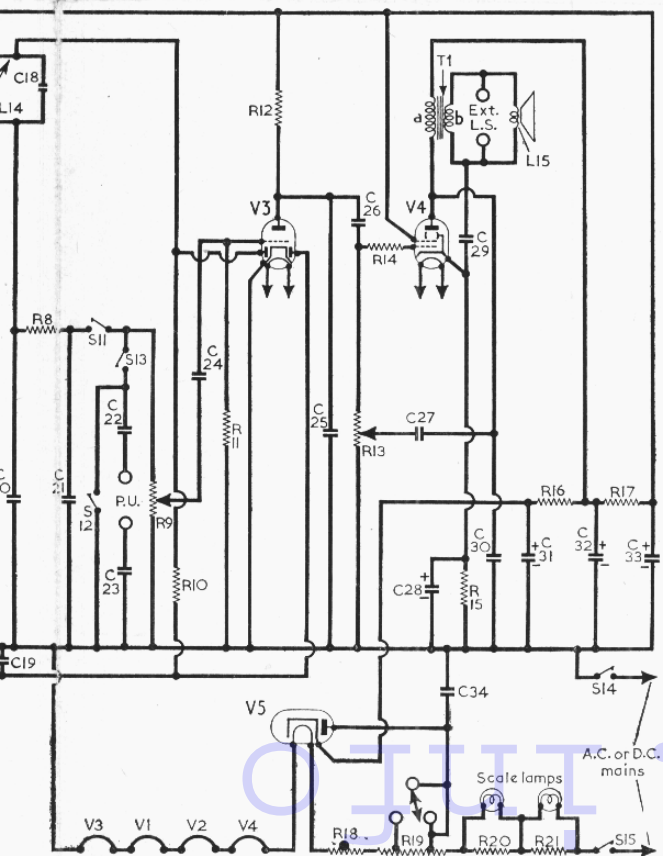 C18
L14
R12
T1
a
b
Ext.
L.S.
L15
V3
C
26
V4
R14
C
29
R8
S11
S13
C
24
C
22
R
11
C
25
C27
R13
C
21
P.U.
S
12
R9
C
23
R10
R16
R17
C
30
+
C
31
–
C
32
+
–
C
33
+
–
C28
+
–
R
15
C19
C34
S14
V5
A.C. or D.C.
mains
Scale lamps
V3
V1
V2
V4
R18
R19
R20
R21
S15